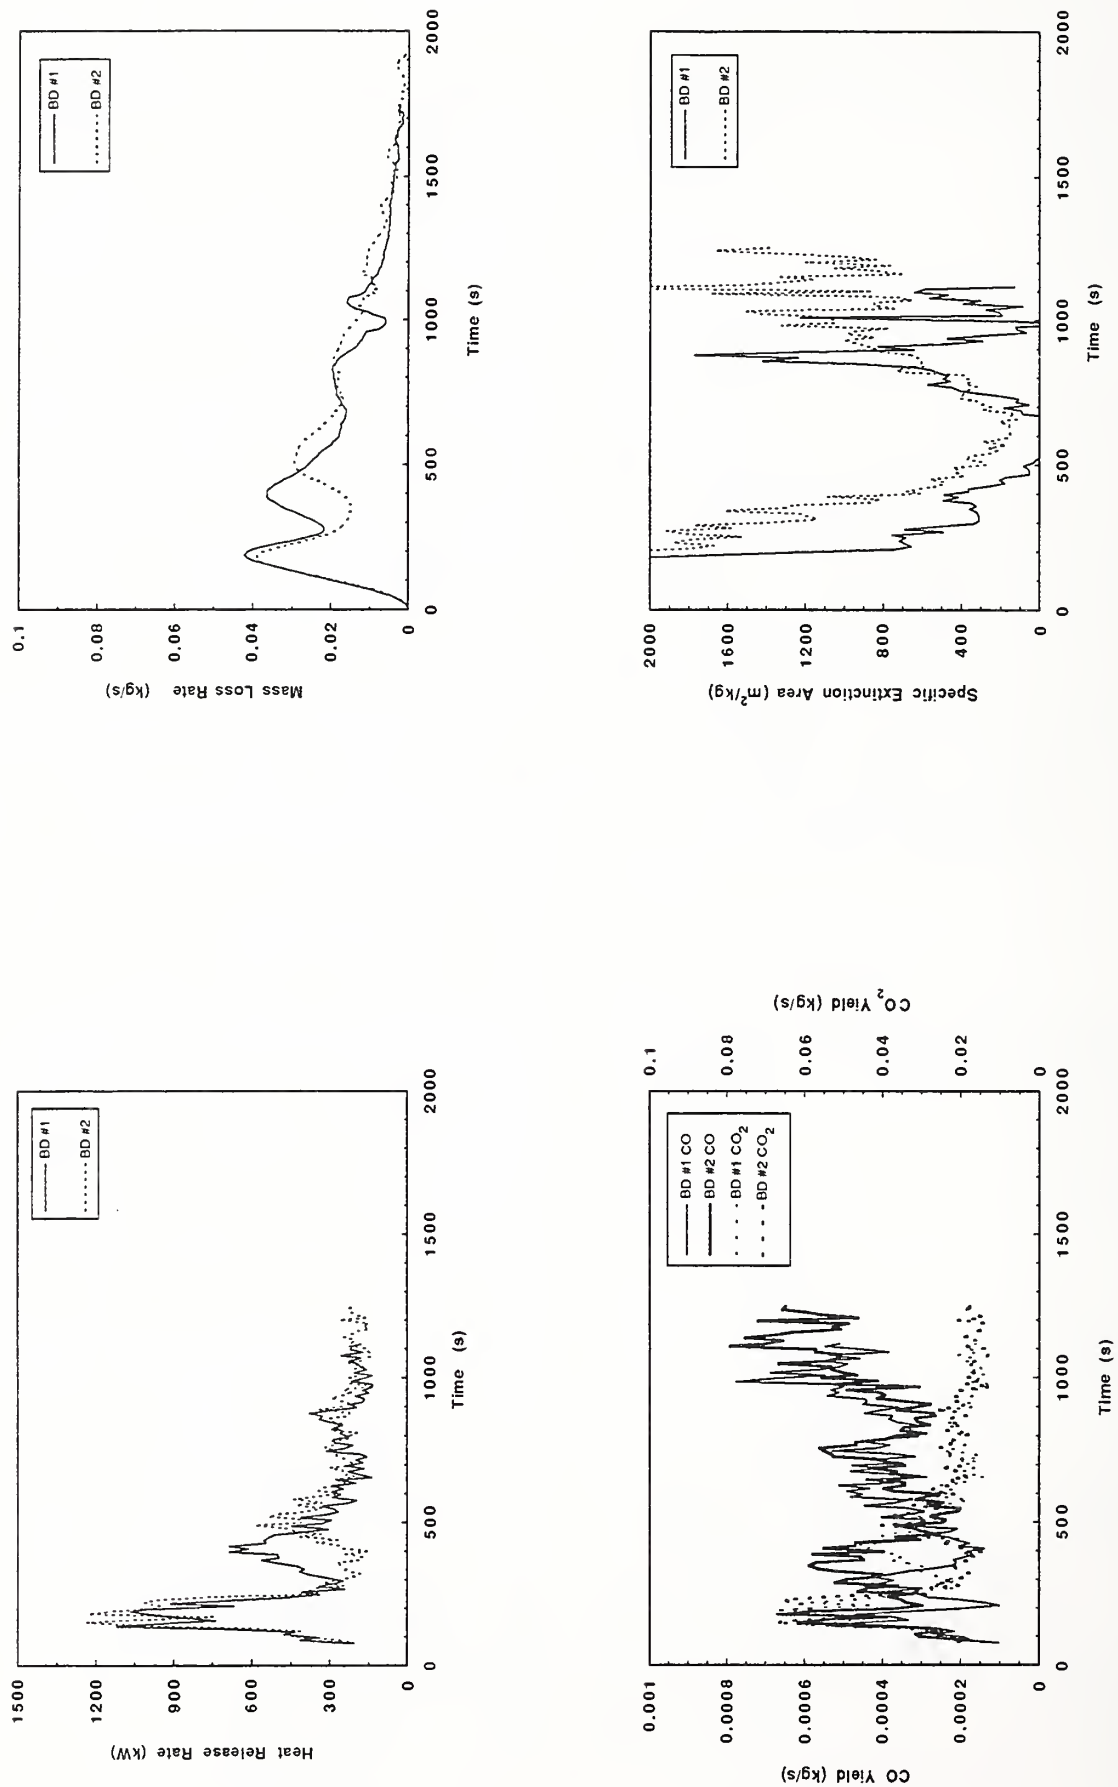 1500
1200
900
600
300
0
Heat Release Rate (kW)
0
500
1000
1500
2000
Time (s)
BD #1
BD #2
0.1
0.08
0.06
0.04
0.02
0
Mass Loss Rate (kg/s)
0
500
1000
1500
2000
Time (s)
BD #1
BD #2
0.001
0.0008
0.0006
0.0004
0.0002
0
CO Yield (kg/s)
0
500
1000
1500
2000
Time (s)
0.1
0.08
0.06
0.04
0.02
0
CO2 Yield (kg/s)
BD #1 CO
BD #2 CO
BD #1 CO2
BD #2 CO2
2000
1600
1200
800
400
0
Specific Extinction Area (m²/kg)
0
500
1000
1500
2000
Time (s)
BD #1
BD #2